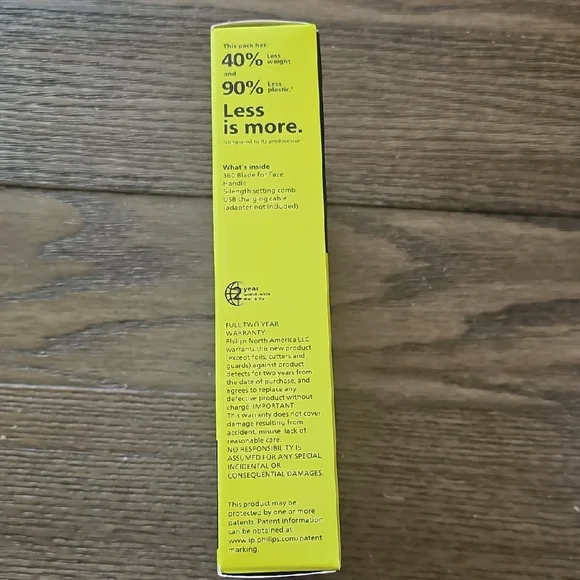 This pack has
40% Less weight
and
90% Less plastic.¹
Less
is more.
¹compared to its predecessor
What's inside
360 Blade for Face
Handle
5-length setting comb
USB charging cable
(adapter not included)
2 year
worldwide
warranty
FULL TWO YEAR
WARRANTY
Philips North America LLC
warrants this new product
(except foils, cutters and
guards) against product
defects for two years from
the date of purchase, and
agrees to replace any
defective product without
charge. IMPORTANT
This warranty does not cover
damage resulting from
accident, misuse, lack of
reasonable care.
NO RESPONSIBILITY IS
ASSUMED FOR ANY SPECIAL
INCIDENTAL OR
CONSEQUENTIAL DAMAGES.
This product may be
protected by one or more
patents. Patent information
can be obtained at
www.ip.philips.com/patent
marking.